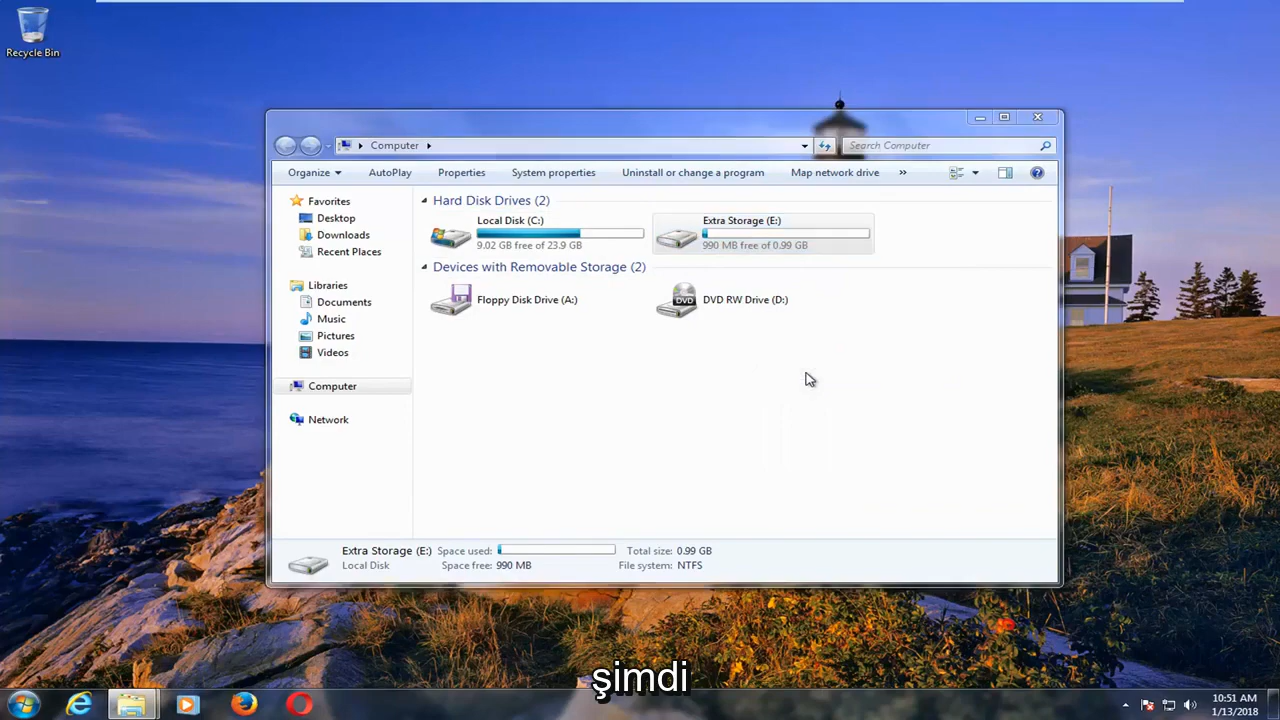 Recycle Bin
Computer
Search Computer
Organize AutoPlay Properties System properties Uninstall or change a program Map network drive »
Favorites
Desktop
Downloads
Recent Places
Libraries
Documents
Music
Pictures
Videos
Computer
Network
Hard Disk Drives (2)
Local Disk (C:)
9.02 GB free of 23.9 GB
Extra Storage (E:)
990 MB free of 0.99 GB
Devices with Removable Storage (2)
Floppy Disk Drive (A:)
DVD
DVD RW Drive (D:)
Extra Storage (E:) Space used: Total size: 0.99 GB
Local Disk Space free: 990 MB File system: NTFS
şimdi
10:51 AM
1/13/2018